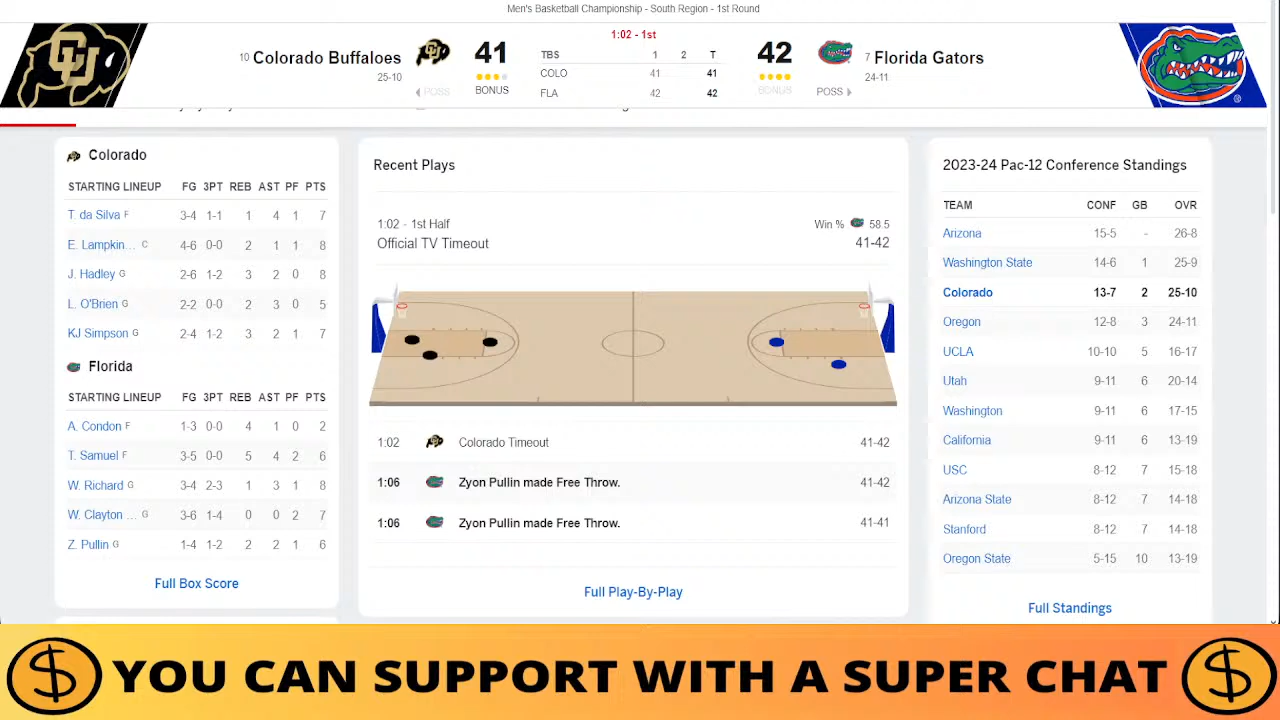 Men's Basketball Championship - South Region - 1st Round
10 Colorado Buffaloes
25-10
41
BONUS
POSS
1:02 - 1st
TBS 1 2 T
COLO 41 41
FLA 42 42
42
BONUS
POSS
7 Florida Gators
24-11
Colorado
STARTING LINEUP FG 3PT REB AST PF PTS
T. da Silva F 3-4 1-1 1 4 1 7
E. Lampkin... C 4-6 0-0 2 1 1 8
J. Hadley G 2-6 1-2 3 2 0 8
L. O'Brien G 2-2 0-0 2 3 0 5
KJ Simpson G 2-4 1-2 3 2 1 7
Florida
STARTING LINEUP FG 3PT REB AST PF PTS
A. Condon F 1-3 0-0 4 1 0 2
T. Samuel F 3-5 0-0 5 4 2 6
W. Richard G 3-4 2-3 1 3 1 8
W. Clayton ... G 3-6 1-4 0 0 2 7
Z. Pullin G 1-4 1-2 2 2 1 6
Full Box Score
Recent Plays
1:02 - 1st Half Win % 58.5
Official TV Timeout 41-42
1:02 Colorado Timeout 41-42
1:06 Zyon Pullin made Free Throw. 41-42
1:06 Zyon Pullin made Free Throw. 41-41
Full Play-By-Play
2023-24 Pac-12 Conference Standings
TEAM CONF GB OVR
Arizona 15-5 - 26-8
Washington State 14-6 1 25-9
Colorado 13-7 2 25-10
Oregon 12-8 3 24-11
UCLA 10-10 5 16-17
Utah 9-11 6 20-14
Washington 9-11 6 17-15
California 9-11 6 13-19
USC 8-12 7 15-18
Arizona State 8-12 7 14-18
Stanford 8-12 7 14-18
Oregon State 5-15 10 13-19
Full Standings
YOU CAN SUPPORT WITH A SUPER CHAT